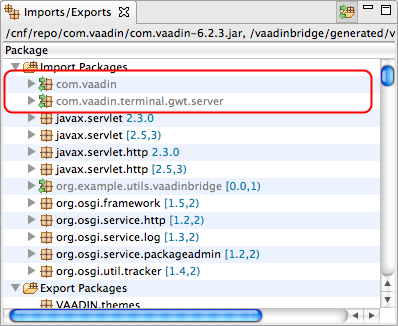 Imports/Exports
/cnf/repo/com.vaadin/com.vaadin-6.2.3.jar, /vaadinbridge/generated/v
Package
Import Packages
com.vaadin
com.vaadin.terminal.gwt.server
javax.servlet 2.3.0
javax.servlet [2.5,3)
javax.servlet.http 2.3.0
javax.servlet.http [2.5,3)
org.example.utils.vaadinbridge [0.0,1)
org.osgi.framework [1.5,2)
org.osgi.service.http [1.2,2)
org.osgi.service.log [1.3,2)
org.osgi.service.packageadmin [1.2,2)
org.osgi.util.tracker [1.4,2)
Export Packages
VAADIN.themes